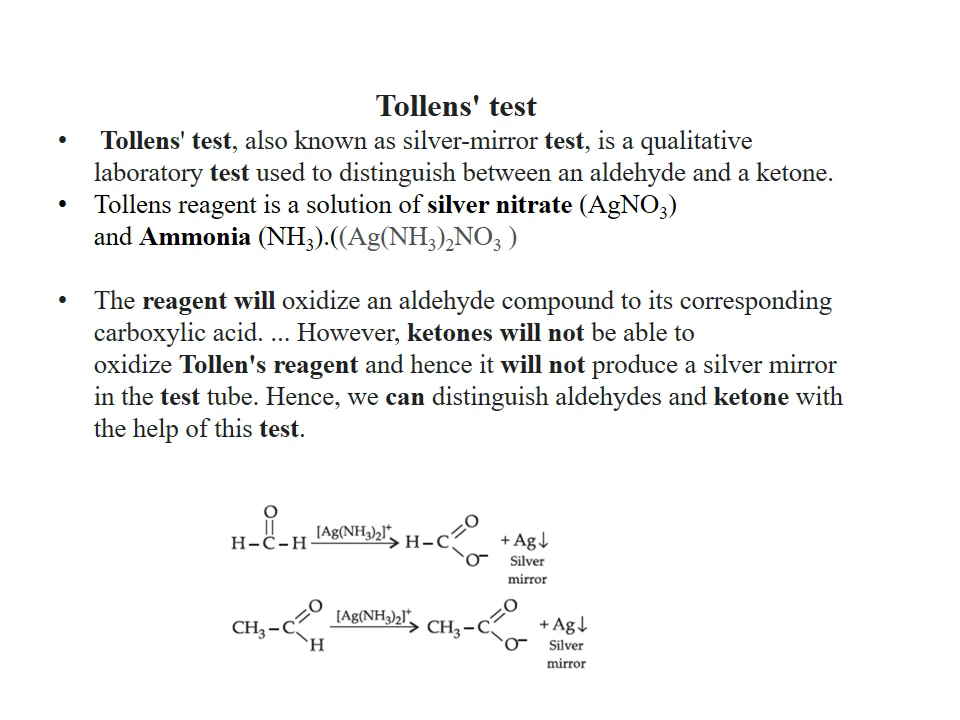 Tollens' test
• Tollens' test, also known as silver-mirror test, is a qualitative
laboratory test used to distinguish between an aldehyde and a ketone.
• Tollens reagent is a solution of silver nitrate (AgNO₃)
and Ammonia (NH₃).((Ag(NH₃)₂NO₃ )
• The reagent will oxidize an aldehyde compound to its corresponding
carboxylic acid. ... However, ketones will not be able to
oxidize Tollen's reagent and hence it will not produce a silver mirror
in the test tube. Hence, we can distinguish aldehydes and ketone with
the help of this test.
O
||
H–C–H [Ag(NH₃)₂]⁺ → H–C O O⁻ + Ag↓
Silver
mirror
CH₃–C O H [Ag(NH₃)₂]⁺ → CH₃–C O O⁻ + Ag↓
Silver
mirror